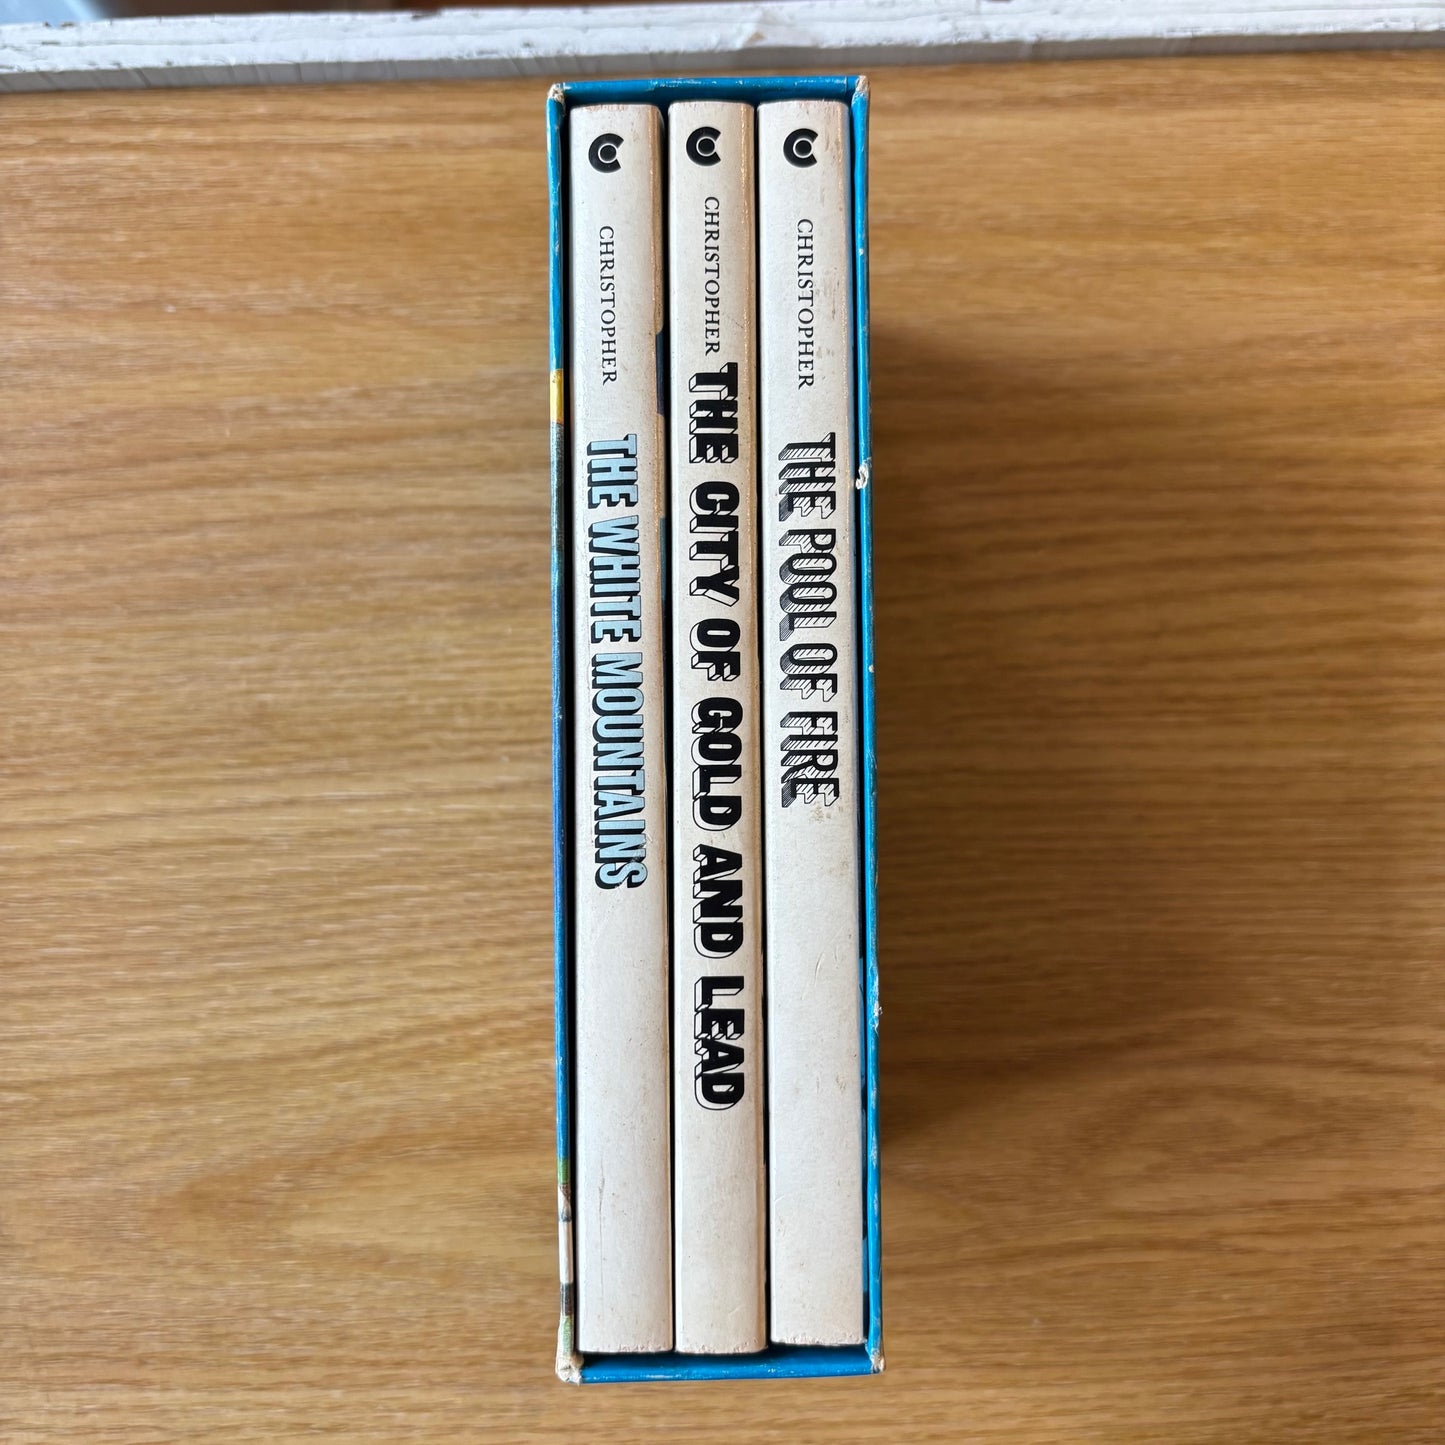 CHRISTOPHER
THE WHITE MOUNTAINS
CHRISTOPHER
THE CITY OF GOLD AND LEAD
CHRISTOPHER
THE POOL OF FIRE